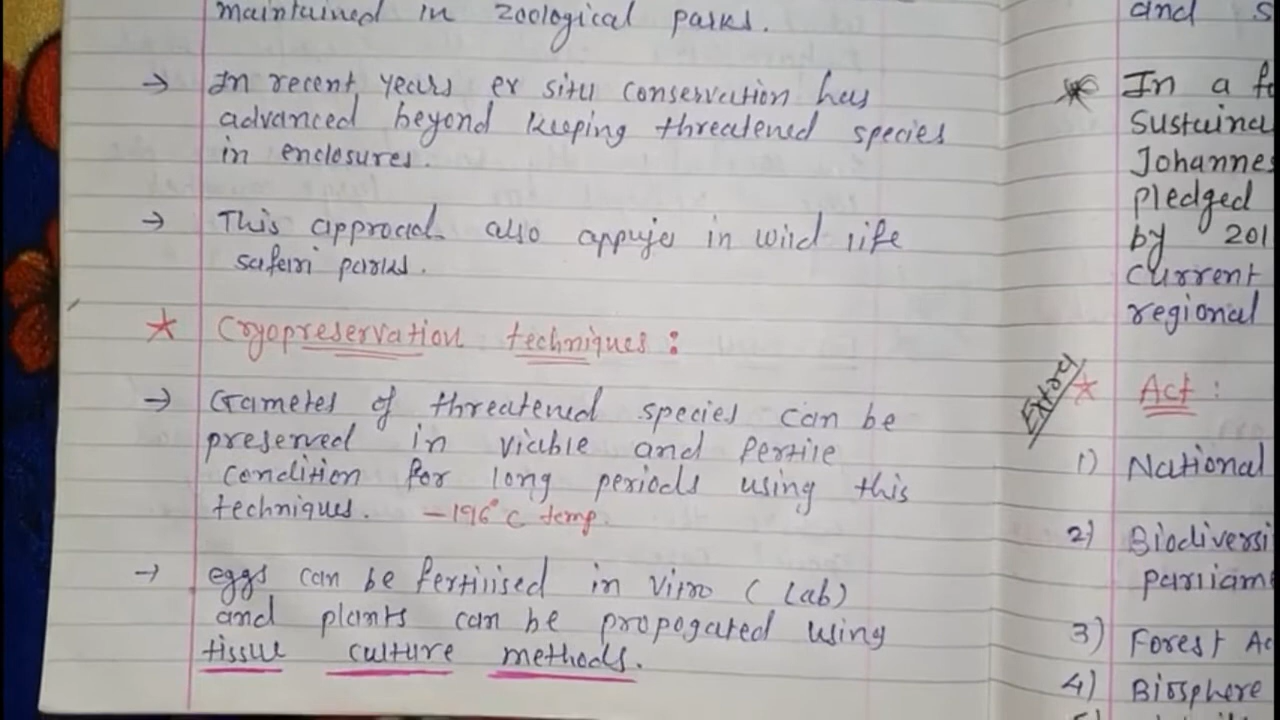 maintained in zoological parks.
→ In recent years ex situ conservation has
advanced beyond keeping threatened species
in enclosures.
→ This approach also applies in wild life
safari parks.
* Cryopreservation techniques :
→ Gametes of threatened species can be
preserved in viable and fertile
condition for long periods using this
techniques. -196°C temp.
→ eggs can be fertilised in vitro (Lab)
and plants can be propogated using
tissue culture methods.
and s
* In a fo
Sustaina
Johannes
pledged
by 201
current
regional
* Act :
1) National
2) Biodiversi
parliame
3) Forest Ac
4) Biosphere